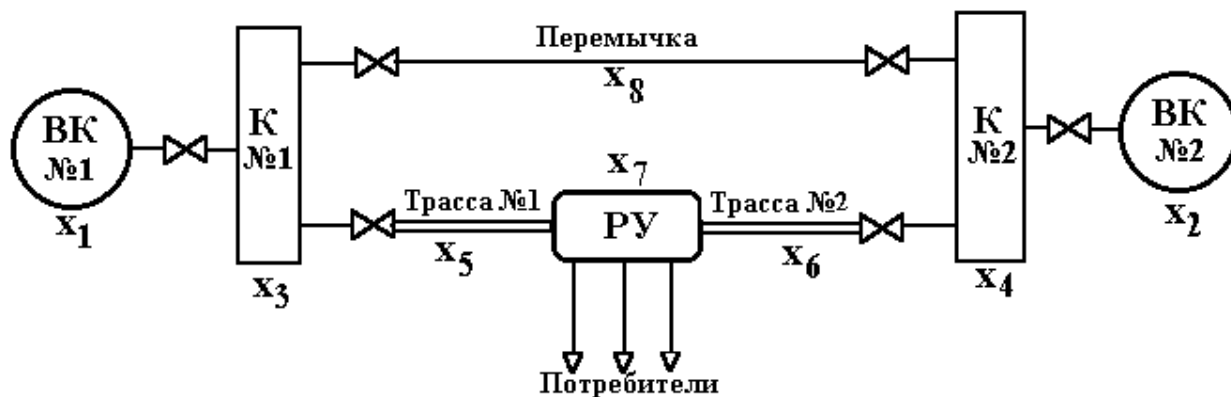 Перемычка
x8
ВК
№1
x1
К
№1
x3
К
№2
x4
ВК
№2
x2
x7
Трасса №1
x5
РУ
Трасса №2
x6
Потребители